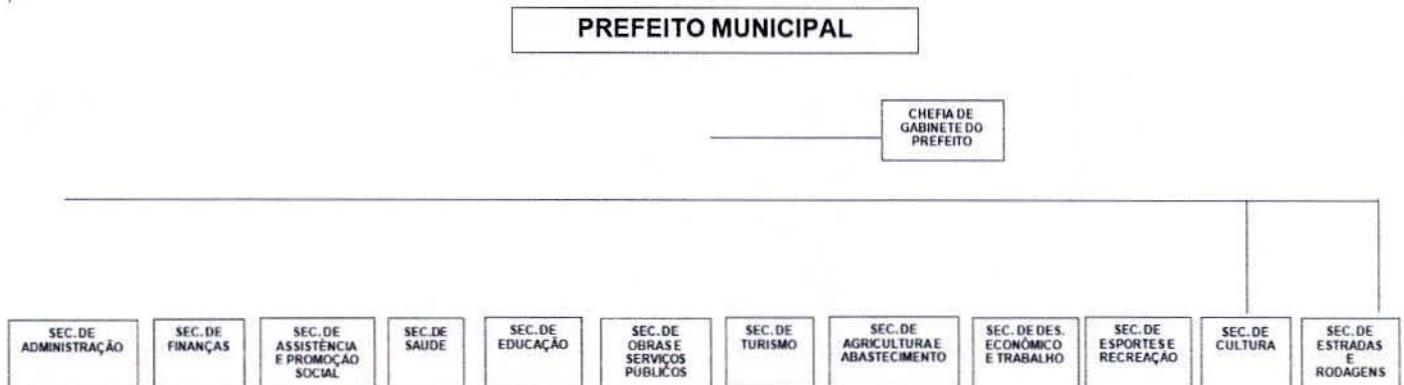 PREFEITO MUNICIPAL
CHEFIA DE
GABINETE DO
PREFEITO
SEC. DE
ADMINISTRAÇÃO
SEC. DE
FINANÇAS
SEC. DE
ASSISTÊNCIA
E PROMOÇÃO
SOCIAL
SEC.DE
SAUDE
SEC. DE
EDUCAÇÃO
SEC. DE
OBRAS E
SERVIÇOS
PÚBLICOS
SEC. DE
TURISMO
SEC. DE
AGRICULTURA E
ABASTECIMENTO
SEC. DE DES.
ECONÔMICO
E TRABALHO
SEC. DE
ESPORTES E
RECREAÇÃO
SEC. DE
CULTURA
SEC. DE
ESTRADAS
E
RODAGENS